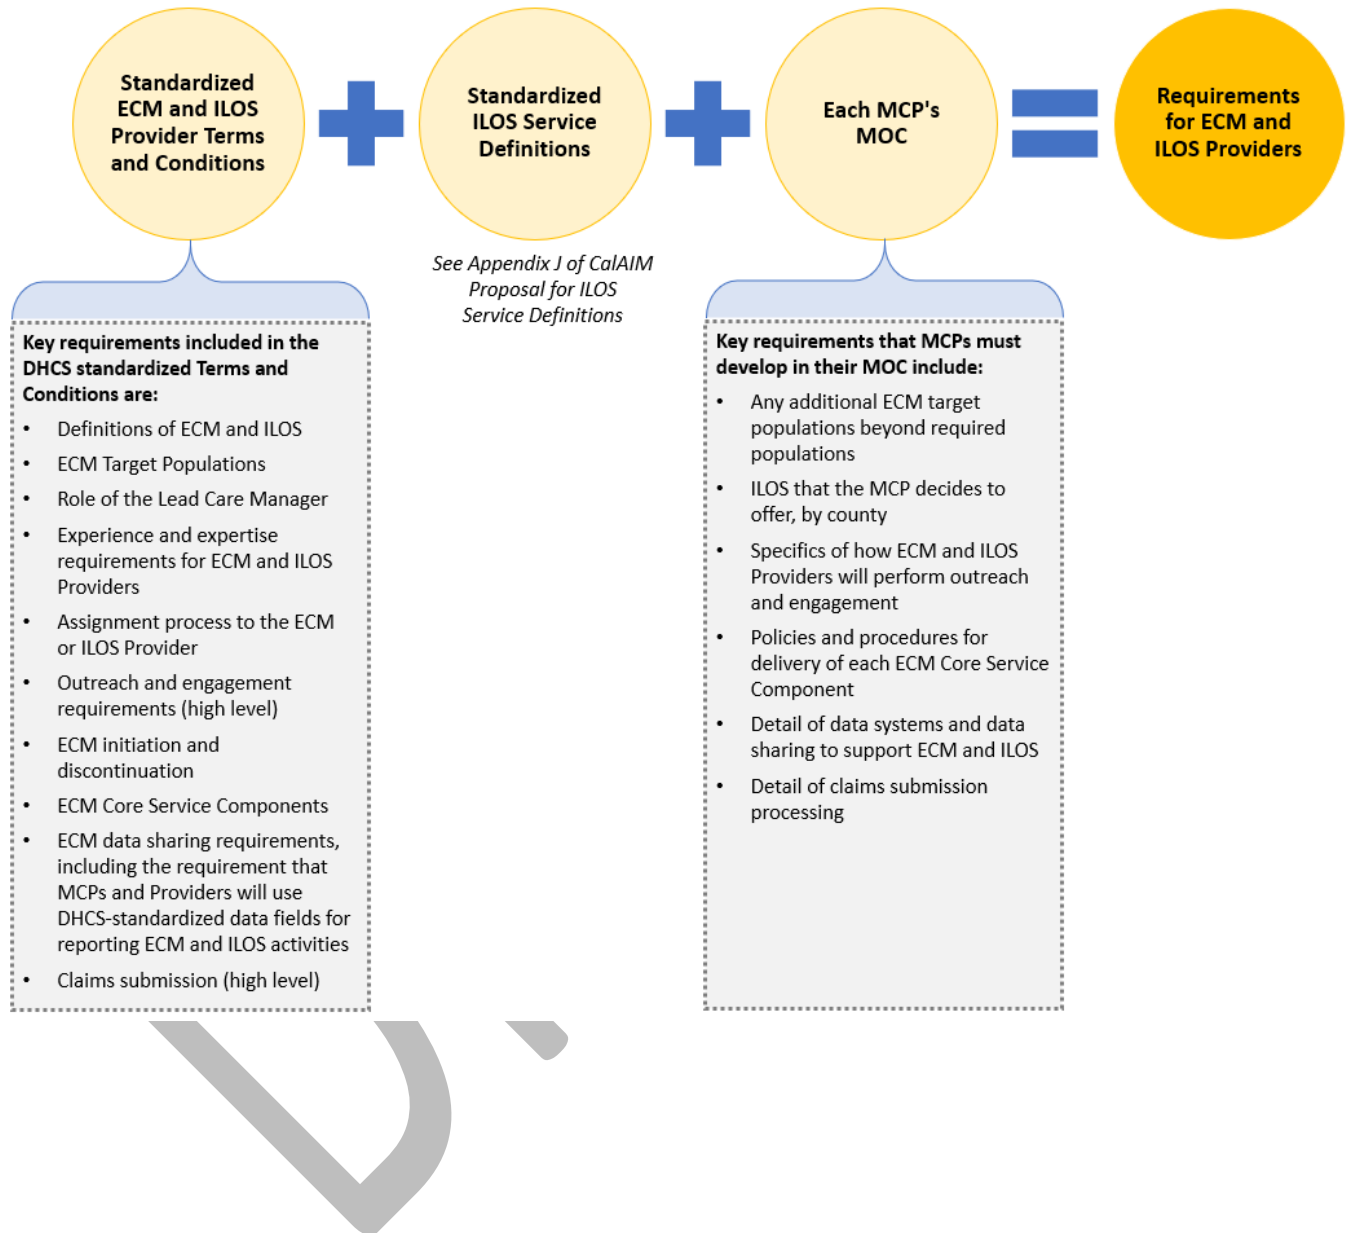 Standardized
ECM and ILOS
Provider Terms
and Conditions
Standardized
ILOS Service
Definitions
Each MCP's
MOC
Requirements
for ECM and
ILOS Providers
See Appendix J of CalAIM
Proposal for ILOS
Service Definitions
Key requirements included in the
DHCS standardized Terms and
Conditions are:
• Definitions of ECM and ILOS
• ECM Target Populations
• Role of the Lead Care Manager
• Experience and expertise
requirements for ECM and ILOS
Providers
• Assignment process to the ECM
or ILOS Provider
• Outreach and engagement
requirements (high level)
• ECM initiation and
discontinuation
• ECM Core Service Components
• ECM data sharing requirements,
including the requirement that
MCPs and Providers will use
DHCS-standardized data fields for
reporting ECM and ILOS activities
• Claims submission (high level)
Key requirements that MCPs must
develop in their MOC include:
• Any additional ECM target
populations beyond required
populations
• ILOS that the MCP decides to
offer, by county
• Specifics of how ECM and ILOS
Providers will perform outreach
and engagement
• Policies and procedures for
delivery of each ECM Core Service
Component
• Detail of data systems and data
sharing to support ECM and ILOS
• Detail of claims submission
processing